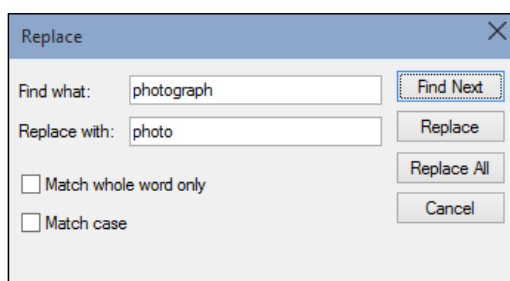 Replace
Find what: photograph Find Next
Replace with: photo Replace
Replace All
Match whole word only
Cancel
Match case